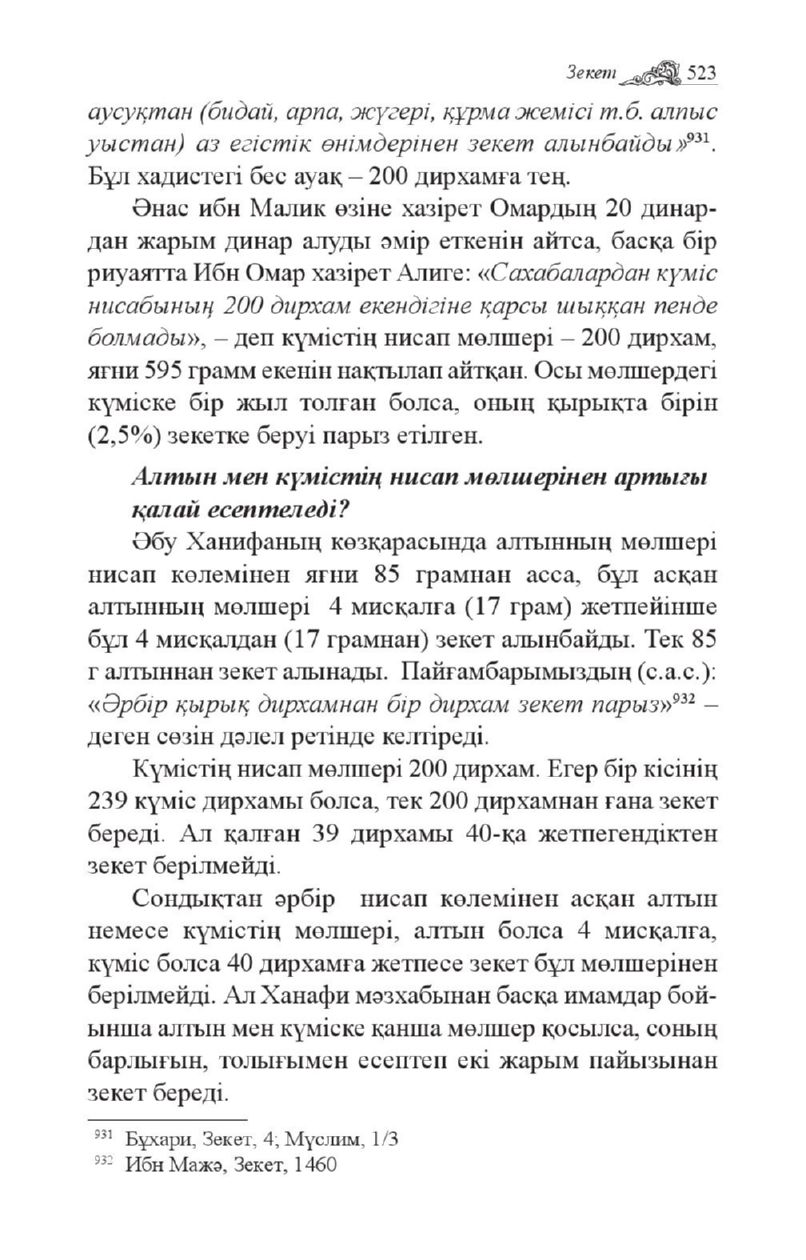 Зекет 523
аусуқтан (бидай, арпа, жүгері, құрма жемісі т.б. алпыс
уыстан) аз егістік өнімдерінен зекет алынбайды»931.
Бұл хадистегі бес ауақ – 200 дирхамға тең.
Әнас ибн Малик өзіне хазірет Омардың 20 динар-
дан жарым динар алуды әмір еткенін айтса, басқа бір
риуаятта Ибн Омар хазірет Алиге: «Сахабалардан күміс
нисабының 200 дирхам екендігіне қарсы шыққан пенде
болмады», – деп күмістің нисап мөлшері – 200 дирхам,
яғни 595 грамм екенін нақтылап айтқан. Осы мөлшердегі
күміске бір жыл толған болса, оның қырықта бірін
(2,5%) зекетке беруі парыз етілген.
Алтын мен күмістің нисап мөлшерінен артығы
қалай есептеледі?
Әбу Ханифаның көзқарасында алтынның мөлшері
нисап көлемінен яғни 85 грамнан асса, бұл асқан
алтынның мөлшері 4 мисқалға (17 грам) жетпейінше
бұл 4 мисқалдан (17 грамнан) зекет алынбайды. Тек 85
г алтыннан зекет алынады. Пайғамбарымыздың (с.а.с.):
«Әрбір қырық дирхамнан бір дирхам зекет парыз»932 –
деген сөзін дәлел ретінде келтіреді.
Күмістің нисап мөлшері 200 дирхам. Егер бір кісінің
239 күміс дирхамы болса, тек 200 дирхамнан ғана зекет
береді. Ал қалған 39 дирхамы 40-қа жетпегендіктен
зекет берілмейді.
Сондықтан әрбір нисап көлемінен асқан алтын
немесе күмістің мөлшері, алтын болса 4 мисқалға,
күміс болса 40 дирхамға жетпесе зекет бұл мөлшерінен
берілмейді. Ал Ханафи мәзхабынан басқа имамдар бой-
ынша алтын мен күміске қанша мөлшер қосылса, соның
барлығын, толығымен есептеп екі жарым пайызынан
зекет береді.
931 Бұхари, Зекет, 4; Мүслим, 1/3
932 Ибн Мажә, Зекет, 1460